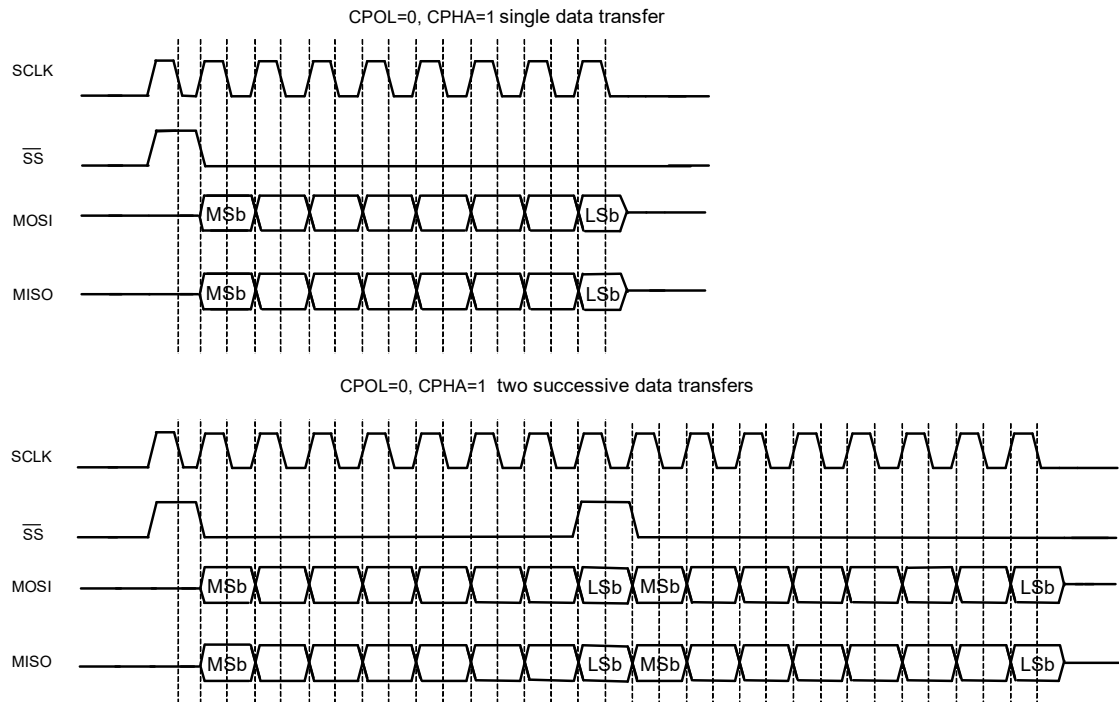 CPOL=0, CPHA=1 single data transfer
SCLK
SS
MOSI MSb LSb
MISO MSb LSb
CPOL=0, CPHA=1 two successive data transfers
SCLK
SS
MOSI MSb LSb MSb LSb
MISO MSb LSb MSb LSb